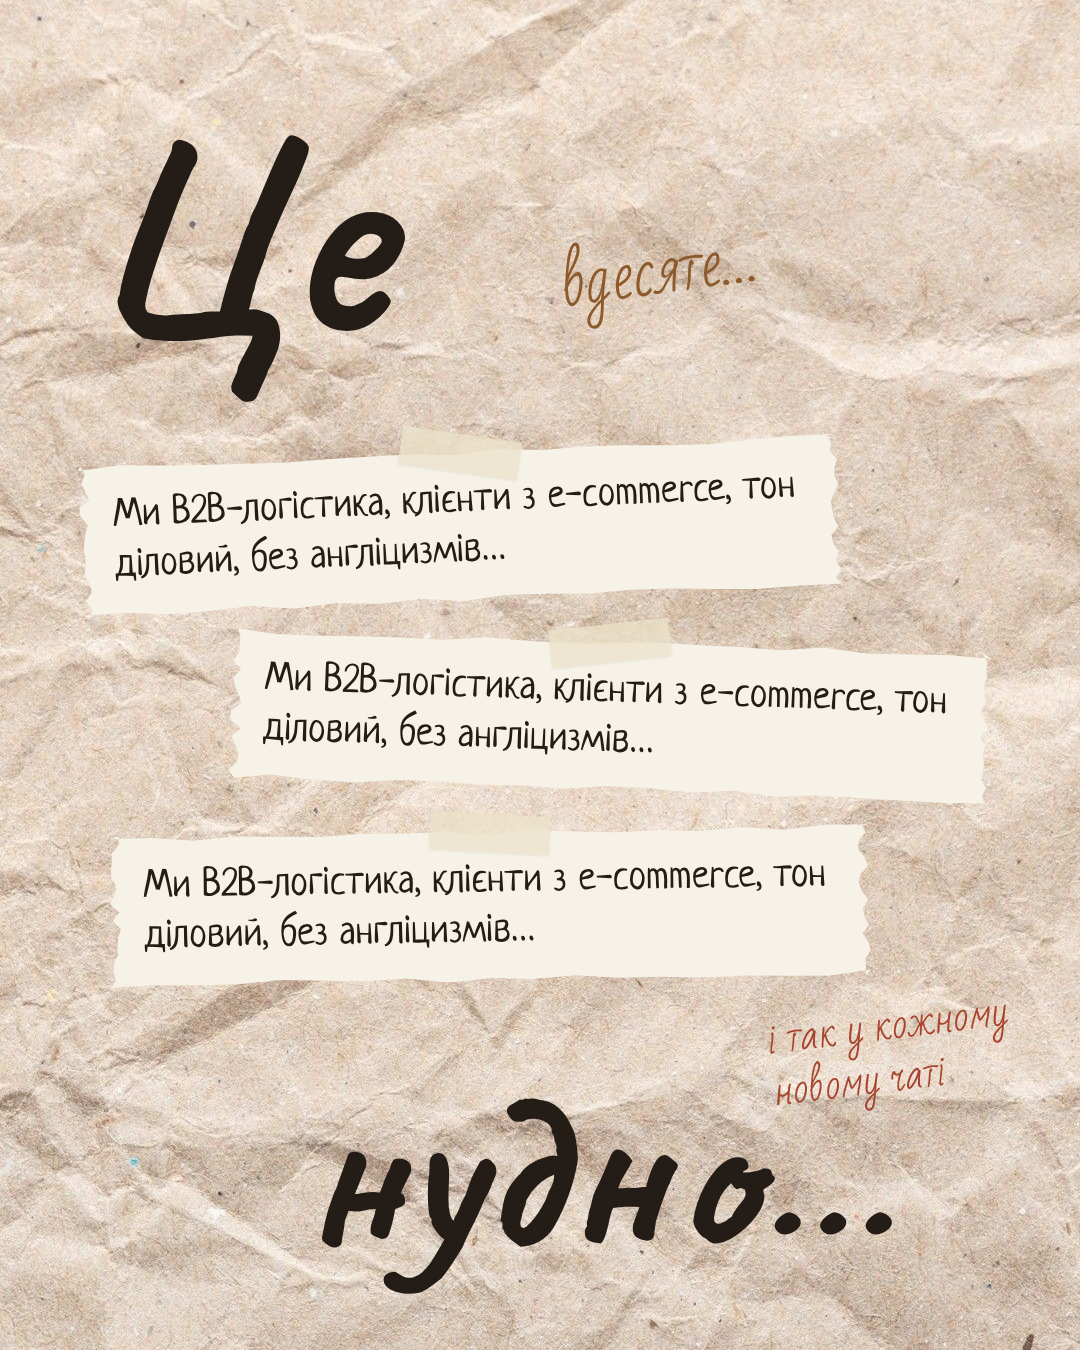 Це
вдесяте...
Ми B2B-логістика, клієнти з e-commerce, тон
діловий, без англіцизмів...
Ми B2B-логістика, клієнти з e-commerce, тон
діловий, без англіцизмів...
Ми B2B-логістика, клієнти з e-commerce, тон
діловий, без англіцизмів...
і так у кожному
новому чаті
нудно...